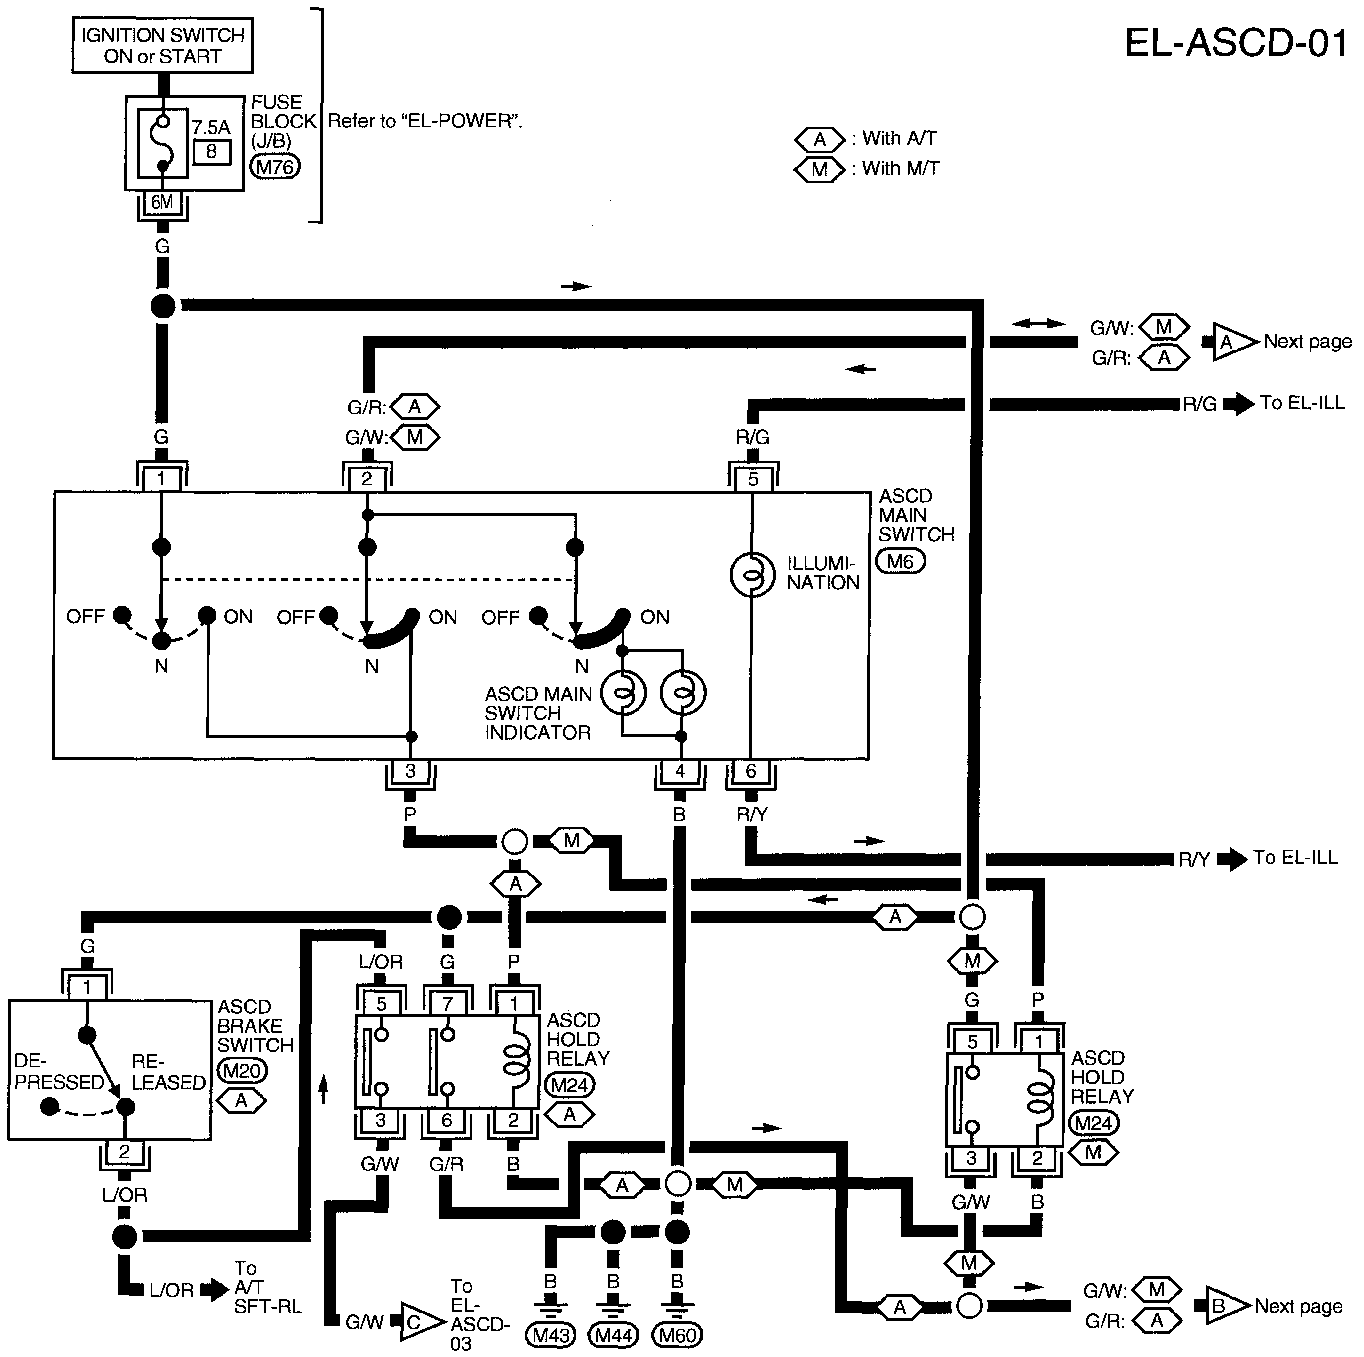 EL-ASCD-01
IGNITION SWITCH
ON or START
FUSE
BLOCK
(J/B)
M76
7.5A
8
6M
Refer to "EL-POWER".
A : With A/T
M : With M/T
G
G/W: M
G/R: A
A Next page
G/R: A
G/W: M
R/G To EL-ILL
G
R/G
1
2
5
ASCD
MAIN
SWITCH
M6
ILLUMI-
NATION
OFF
ON
N
OFF
ON
N
OFF
ON
N
ASCD MAIN
SWITCH
INDICATOR
3
4
6
P
B
R/Y
M
A
R/Y To EL-ILL
A
M
G
L/OR
G
P
G
P
1
5
7
1
5
1
ASCD
BRAKE
SWITCH
M20
A
DE-
PRESSED
RE-
LEASED
2
L/OR
ASCD
HOLD
RELAY
M24
A
3
6
2
G/W
G/R
B
ASCD
HOLD
RELAY
M24
M
3
2
G/W
B
A
M
M
L/OR
To
A/T
SFT-RL
G/W
C
To
EL-
ASCD-
03
B
B
B
M43
M44
M60
A
G/W: M
G/R: A
B Next page